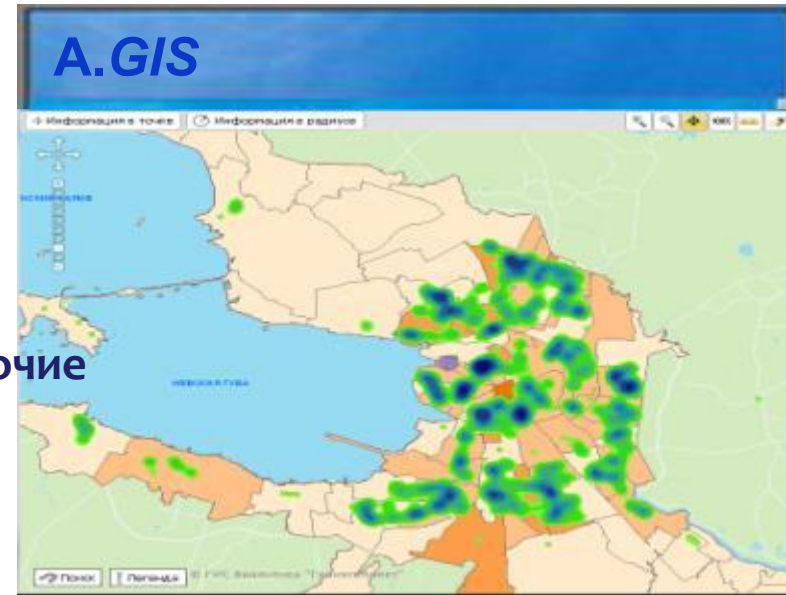 A.GIS
Информация в точке
Информация в радиусе
НЕВСКАЯ ГУБА
очие
Поиск
Легенда